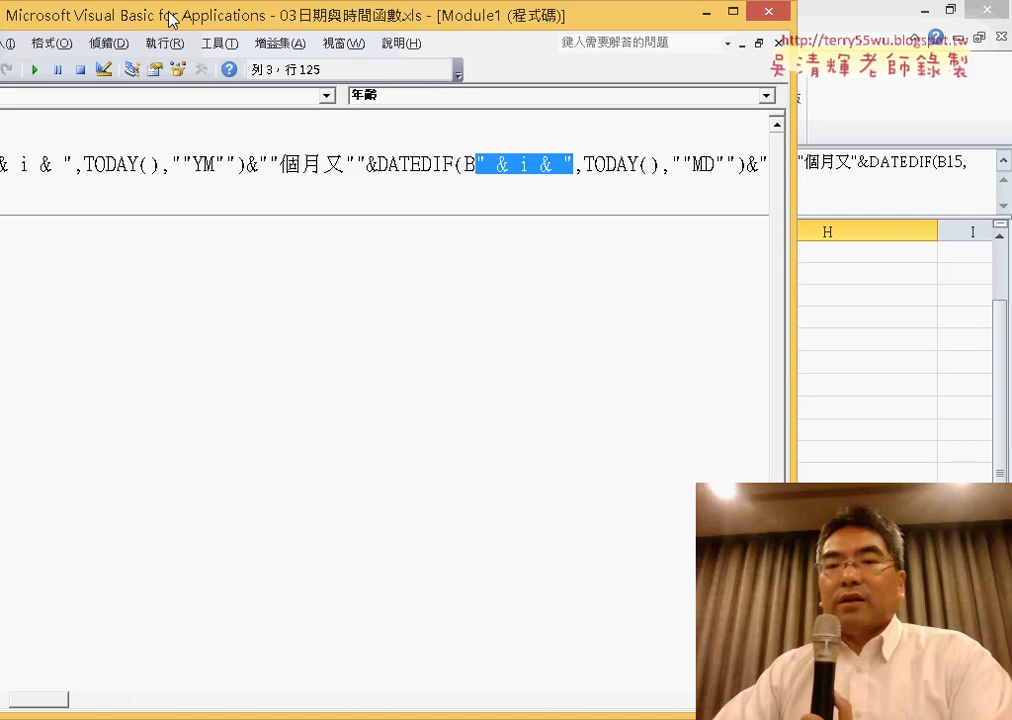 Microsoft Visual Basic for Applications - 03日期與時間函數.xls - [Module1 (程式碼)]
(I) 格式(O) 偵錯(D) 執行(R) 工具(T) 增益集(A) 視窗(W) 說明(H) 鍵入需要解答的問題
http://terry55wu.blogspot.tw
吳清輝老師錄製
列 3, 行 125
年齡
& i & ",TODAY(),""YM"")&""個月又""&DATEDIF(B" & i & ",TODAY(),""MD"")&"
"個月又"&DATEDIF(B15,
H I